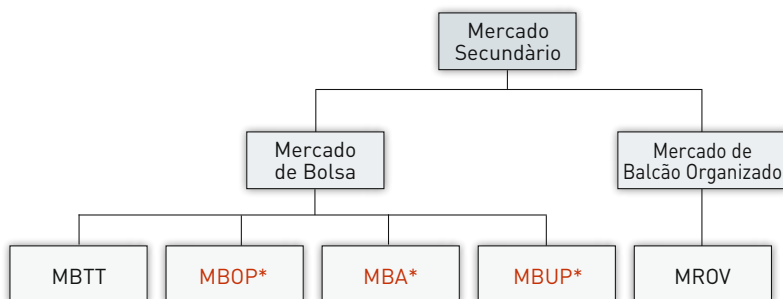 Mercado
Secundàrio
Mercado
de Bolsa
Mercado de
Balcão Organizado
MBTT
MBOP*
MBA*
MBUP*
MROV